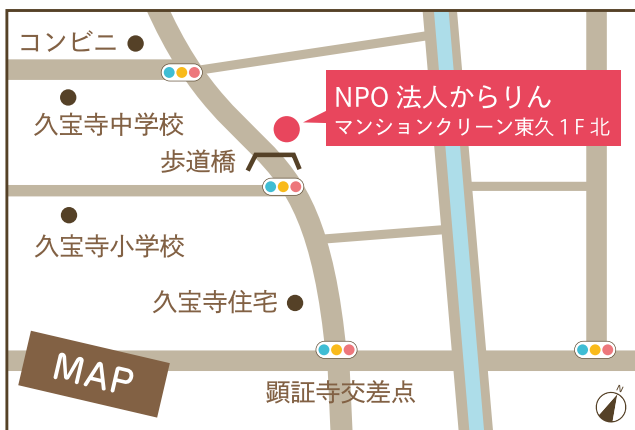 コンビニ
NPO 法人からりん
マンションクリーン東久 1F 北
久宝寺中学校
歩道橋
久宝寺小学校
久宝寺住宅
MAP
顕証寺交差点
N